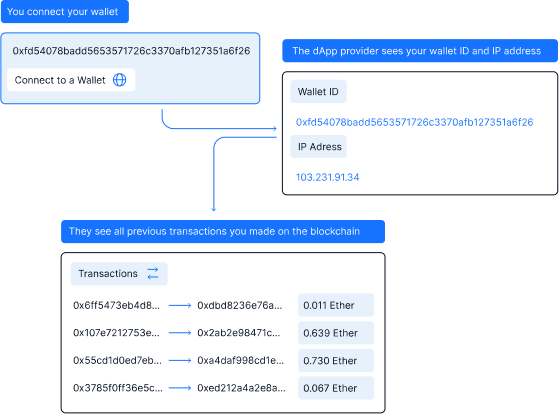 You connect your wallet
0xfd54078badd5653571726c3370afb127351a6f26
Connect to a Wallet
The dApp provider sees your wallet ID and IP address
Wallet ID
0xfd54078badd5653571726c3370afb127351a6f26
IP Adress
103.231.91.34
They see all previous transactions you made on the blockchain
Transactions
0x6ff5473eb4d8... 0xdbd8236e76a... 0.011 Ether
0x107e7212753e... 0x2ab2e98471c... 0.639 Ether
0x55cd1d0ed7eb... 0xa4daf998cd1e... 0.730 Ether
0x3785f0ff36e5c... 0xed212a4a2e8a... 0.067 Ether